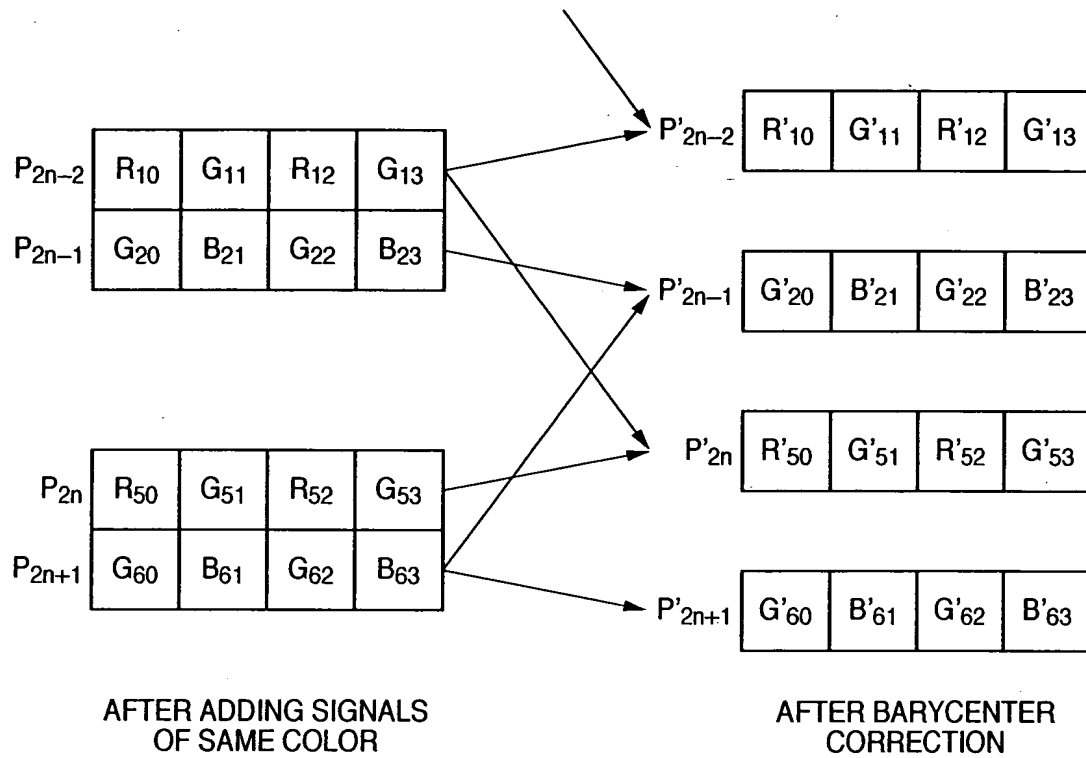 P2n–2 R10 G11 R12 G13
P2n–1 G20 B21 G22 B23
P2n R50 G51 R52 G53
P2n+1 G60 B61 G62 B63
AFTER ADDING SIGNALS
OF SAME COLOR
P'2n–2 R'10 G'11 R'12 G'13
P'2n–1 G'20 B'21 G'22 B'23
P'2n R'50 G'51 R'52 G'53
P'2n+1 G'60 B'61 G'62 B'63
AFTER BARYCENTER
CORRECTION